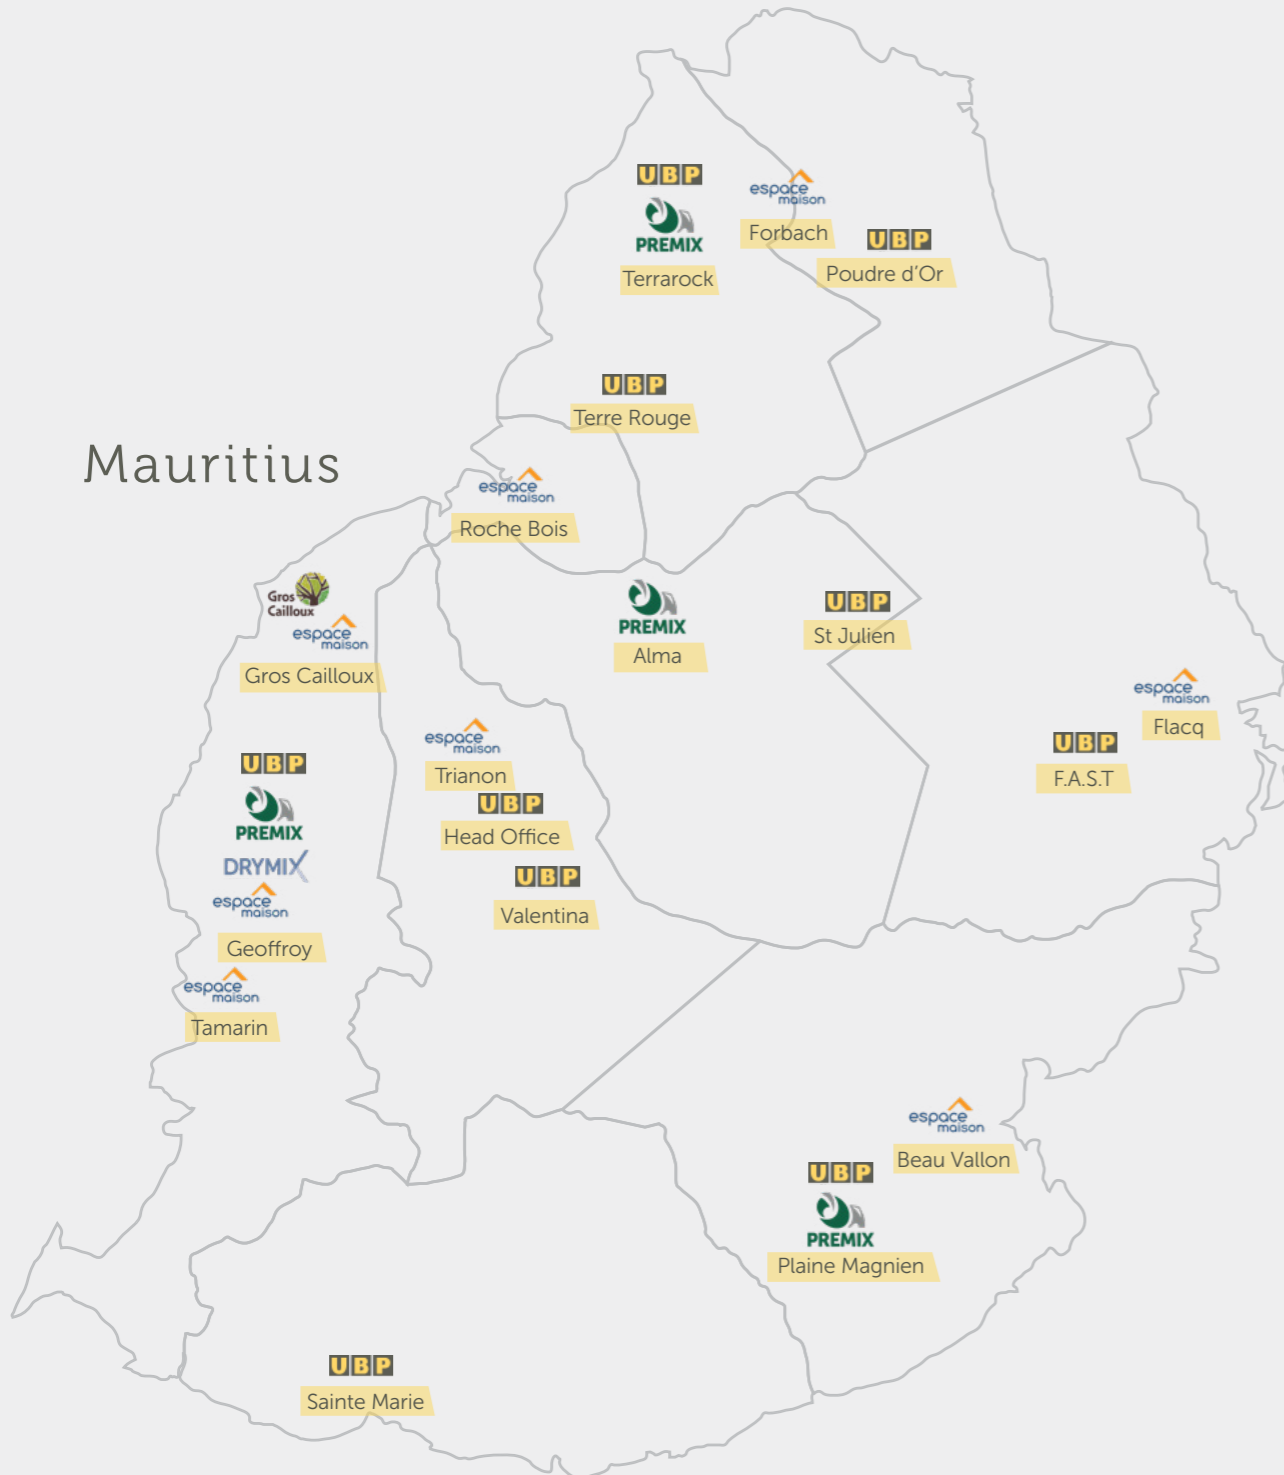 UBP
PREMIX
Terrarock
espace
maison
Forbach
UBP
Poudre d'Or
UBP
Terre Rouge
Mauritius
espace
maison
Roche Bois
Gros
Cailloux
espace
maison
Gros Cailloux
PREMIX
Alma
UBP
St Julien
espace
maison
Flacq
UBP
F.A.S.T
espace
maison
Trianon
UBP
Head Office
UBP
Valentina
UBP
PREMIX
DRYMIX
espace
maison
Geoffroy
espace
maison
Tamarin
espace
maison
Beau Vallon
UBP
PREMIX
Plaine Magnien
UBP
Sainte Marie